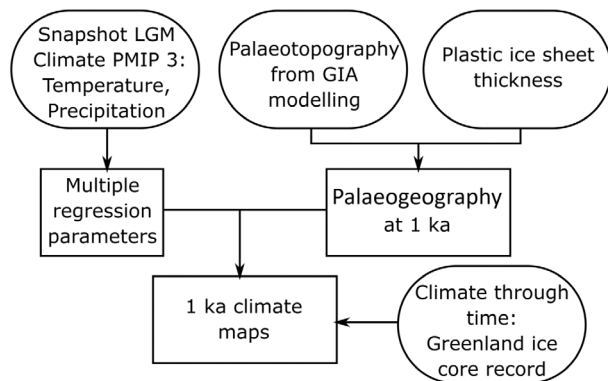 Snapshot LGM
Climate PMIP 3:
Temperature,
Precipitation
Palaeotopography
from GIA
modelling
Plastic ice sheet
thickness
Multiple
regression
parameters
Palaeogeography
at 1 ka
1 ka climate
maps
Climate through
time:
Greenland ice
core record